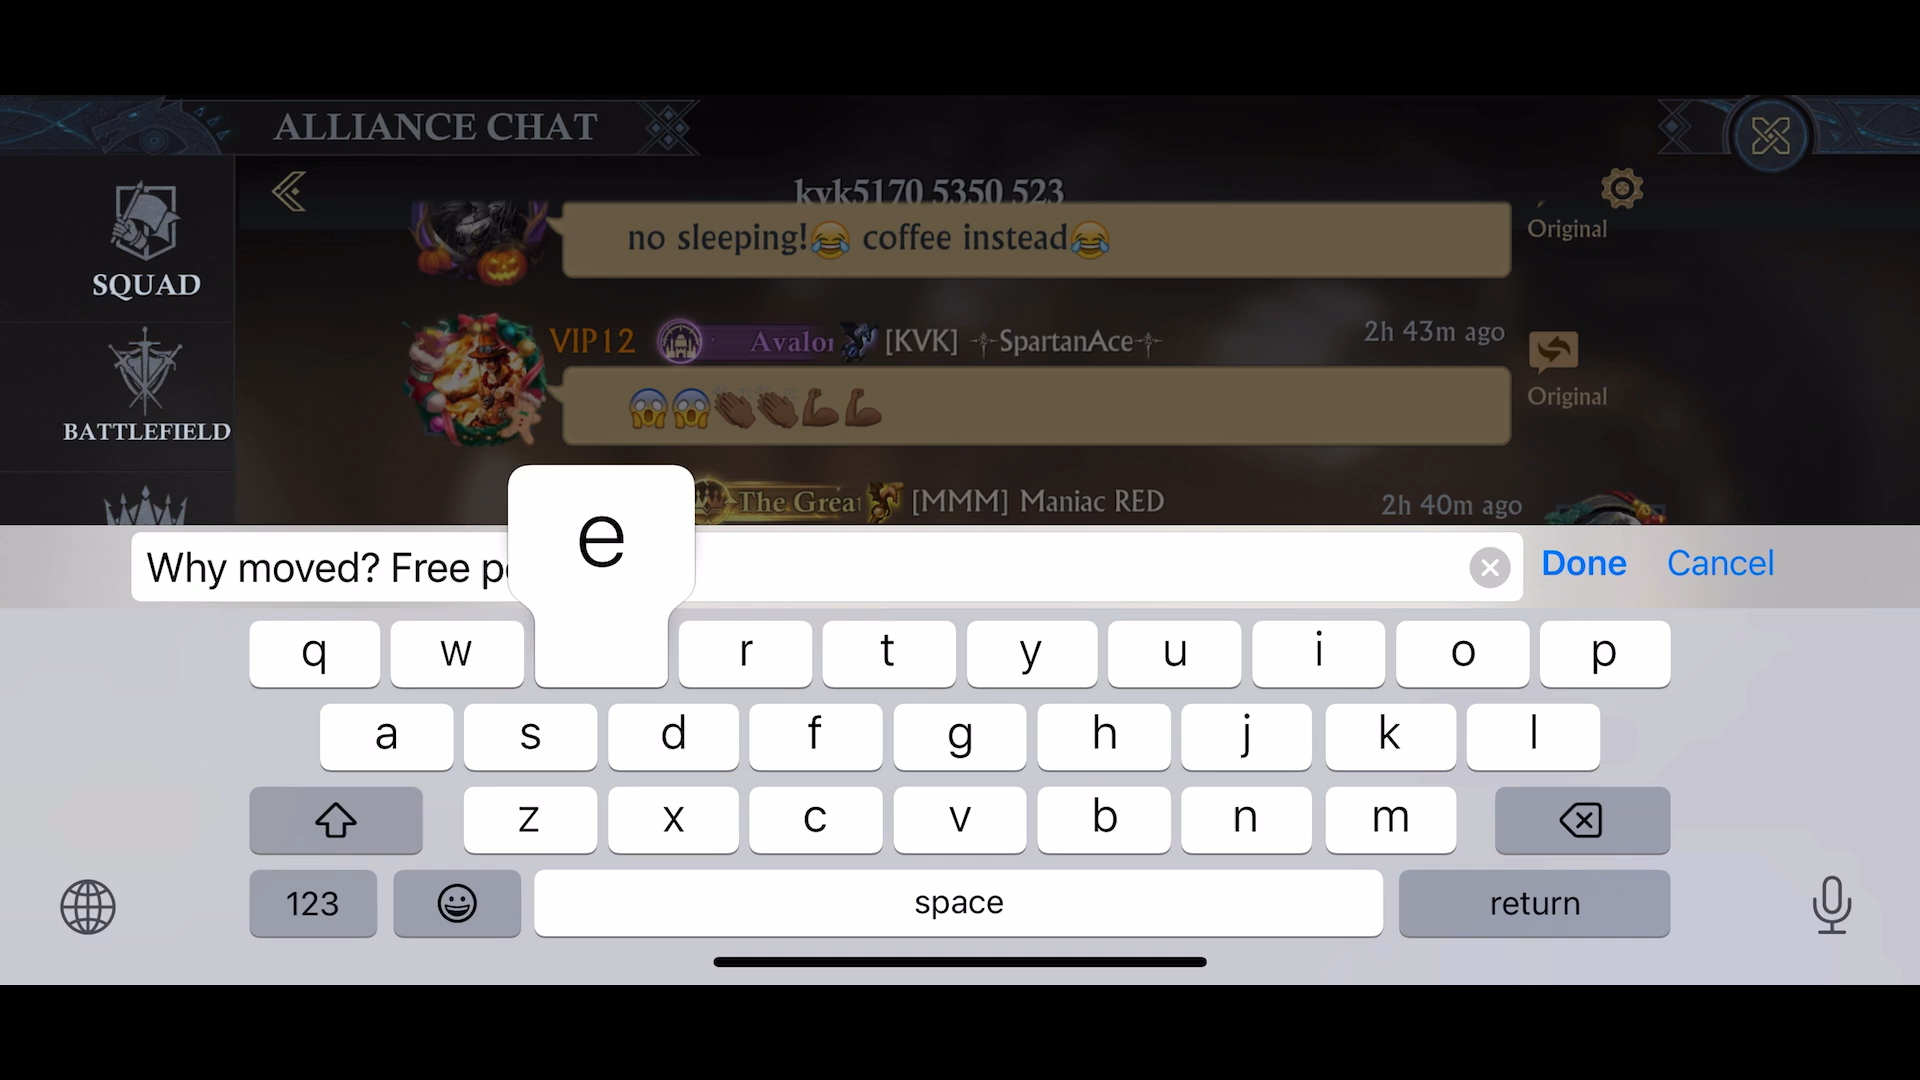 ALLIANCE CHAT
kvk5170 5350 523
SQUAD
BATTLEFIELD
no sleeping!😂 coffee instead😂
Original
VIP12 Avalon [KVK] SpartanAce
2h 43m ago
😱😱👏🏾👏🏾💪🏾💪🏾
Original
The Great [MMM] Maniac RED
2h 40m ago
Why moved? Free
Done
Cancel
e
q w r t y u i o p
a s d f g h j k l
z x c v b n m
123
space
return